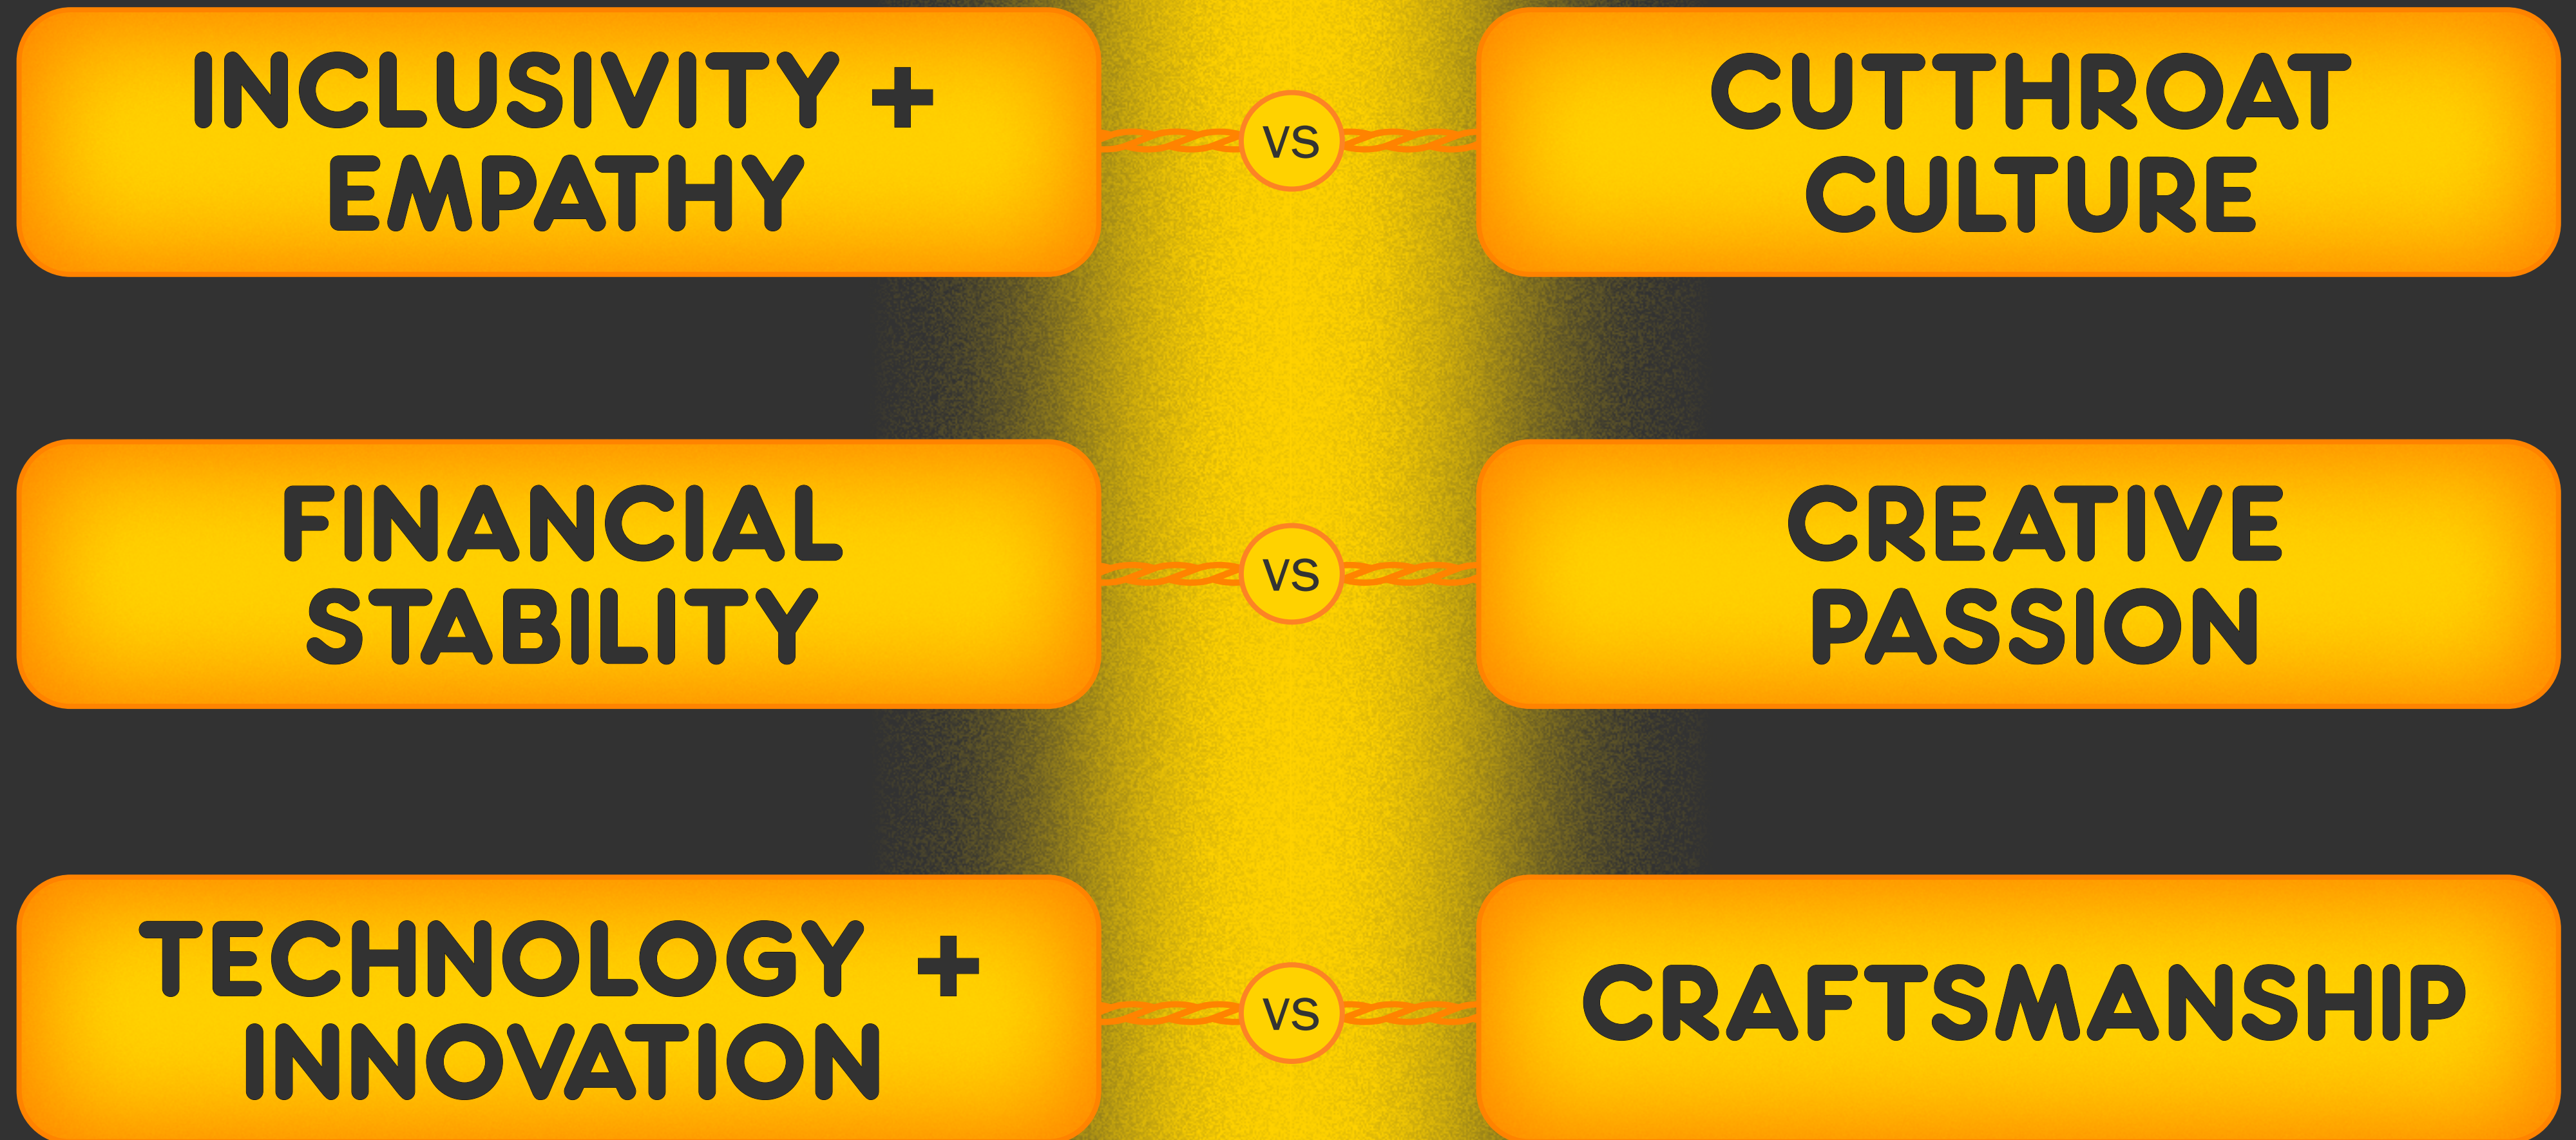 INCLUSIVITY +
EMPATHY
VS
CUTTHROAT
CULTURE
FINANCIAL
STABILITY
VS
CREATIVE
PASSION
TECHNOLOGY +
INNOVATION
VS
CRAFTSMANSHIP